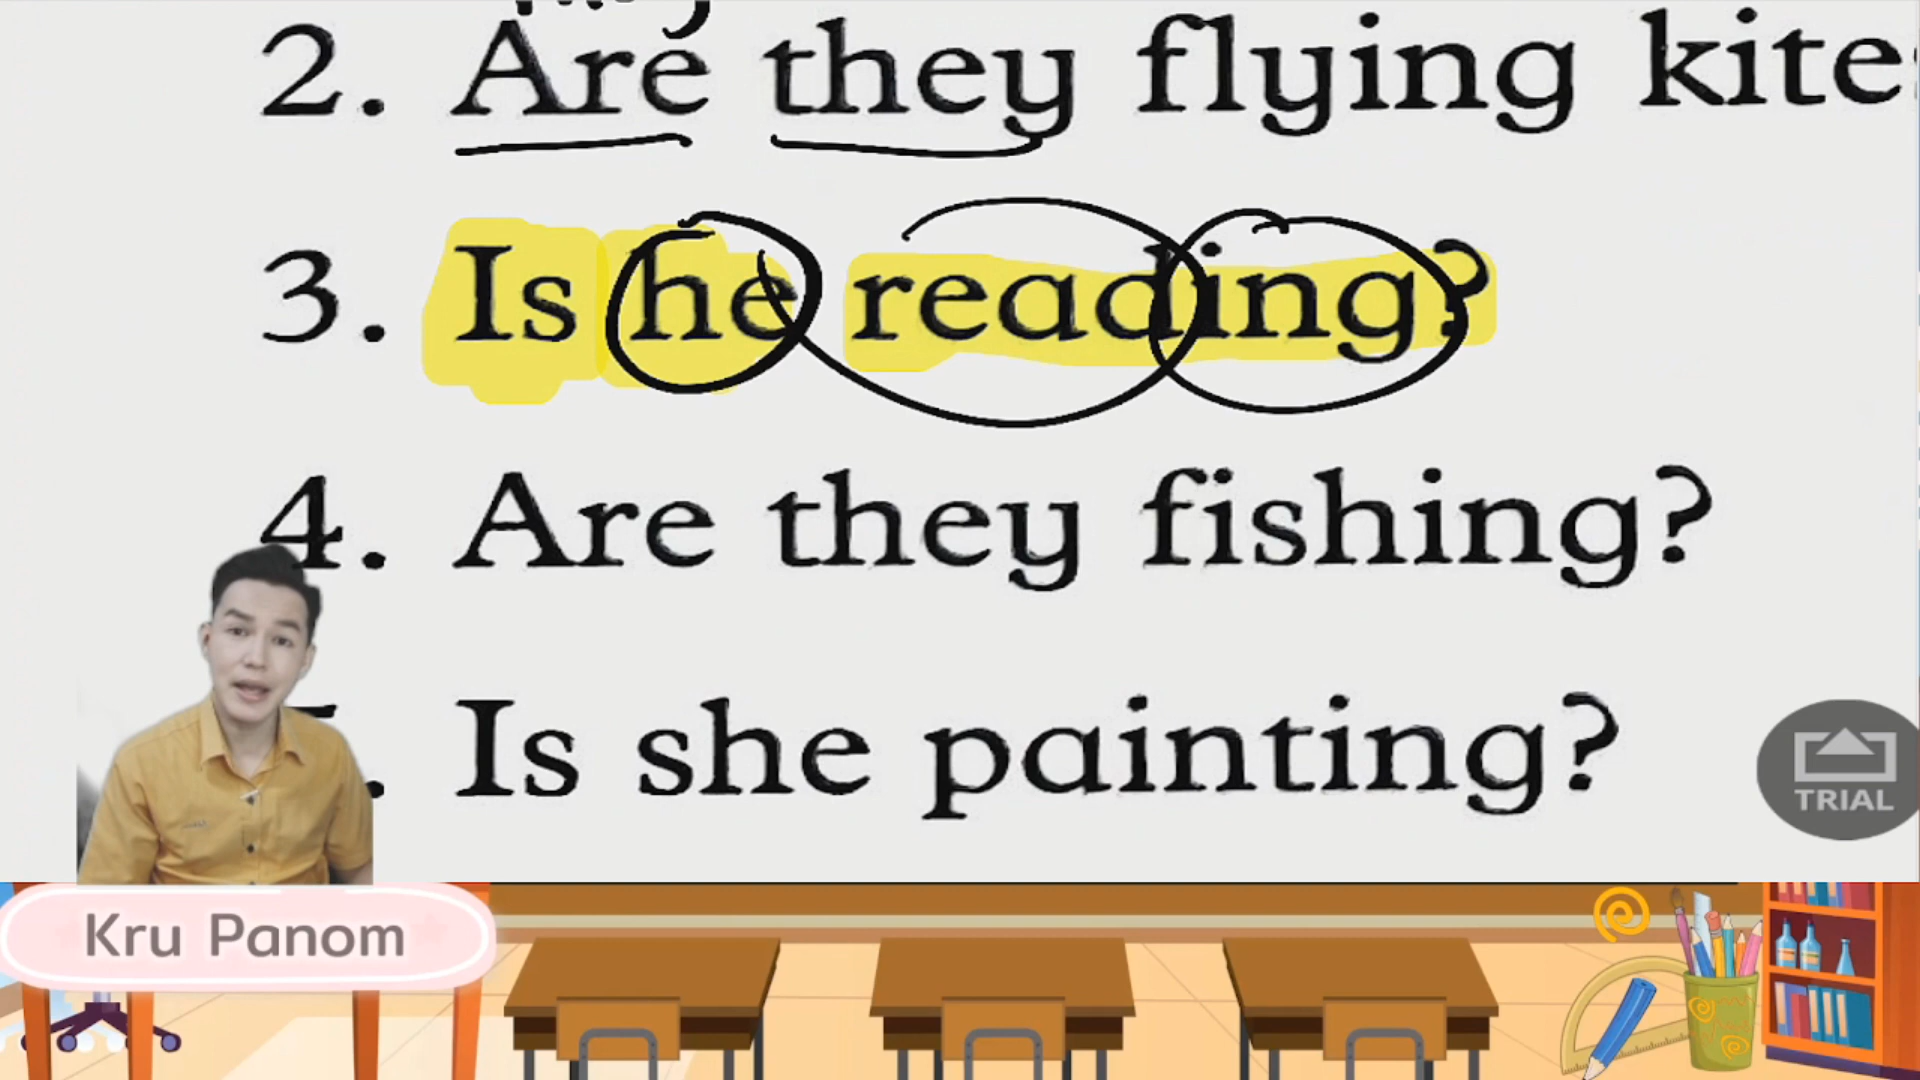 2. Are they flying kite
3. Is he reading?
4. Are they fishing?
. Is she painting?
TRIAL
Kru Panom